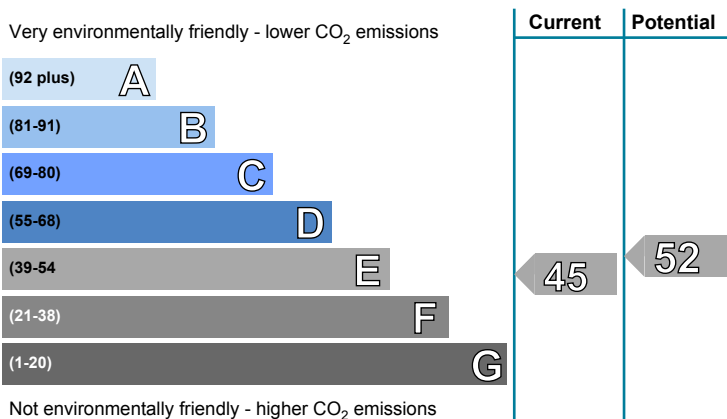 Current Potential
Very environmentally friendly - lower CO2 emissions
(92 plus) A
(81-91) B
(69-80) C
(55-68) D
(39-54 E
45 52
(21-38) F
(1-20) G
Not environmentally friendly - higher CO2 emissions